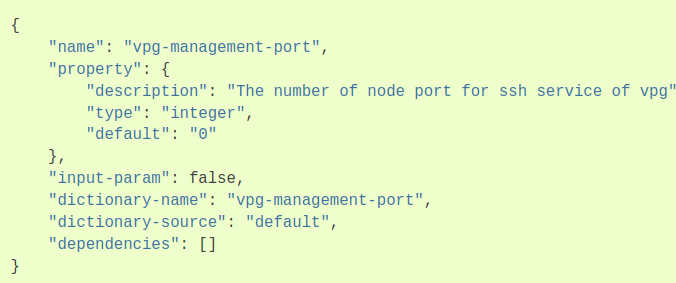 {
    "name": "vpg-management-port",
    "property": {
        "description": "The number of node port for ssh service of vpg"
        "type": "integer",
        "default": "0"
    },
    "input-param": false,
    "dictionary-name": "vpg-management-port",
    "dictionary-source": "default",
    "dependencies": []
}